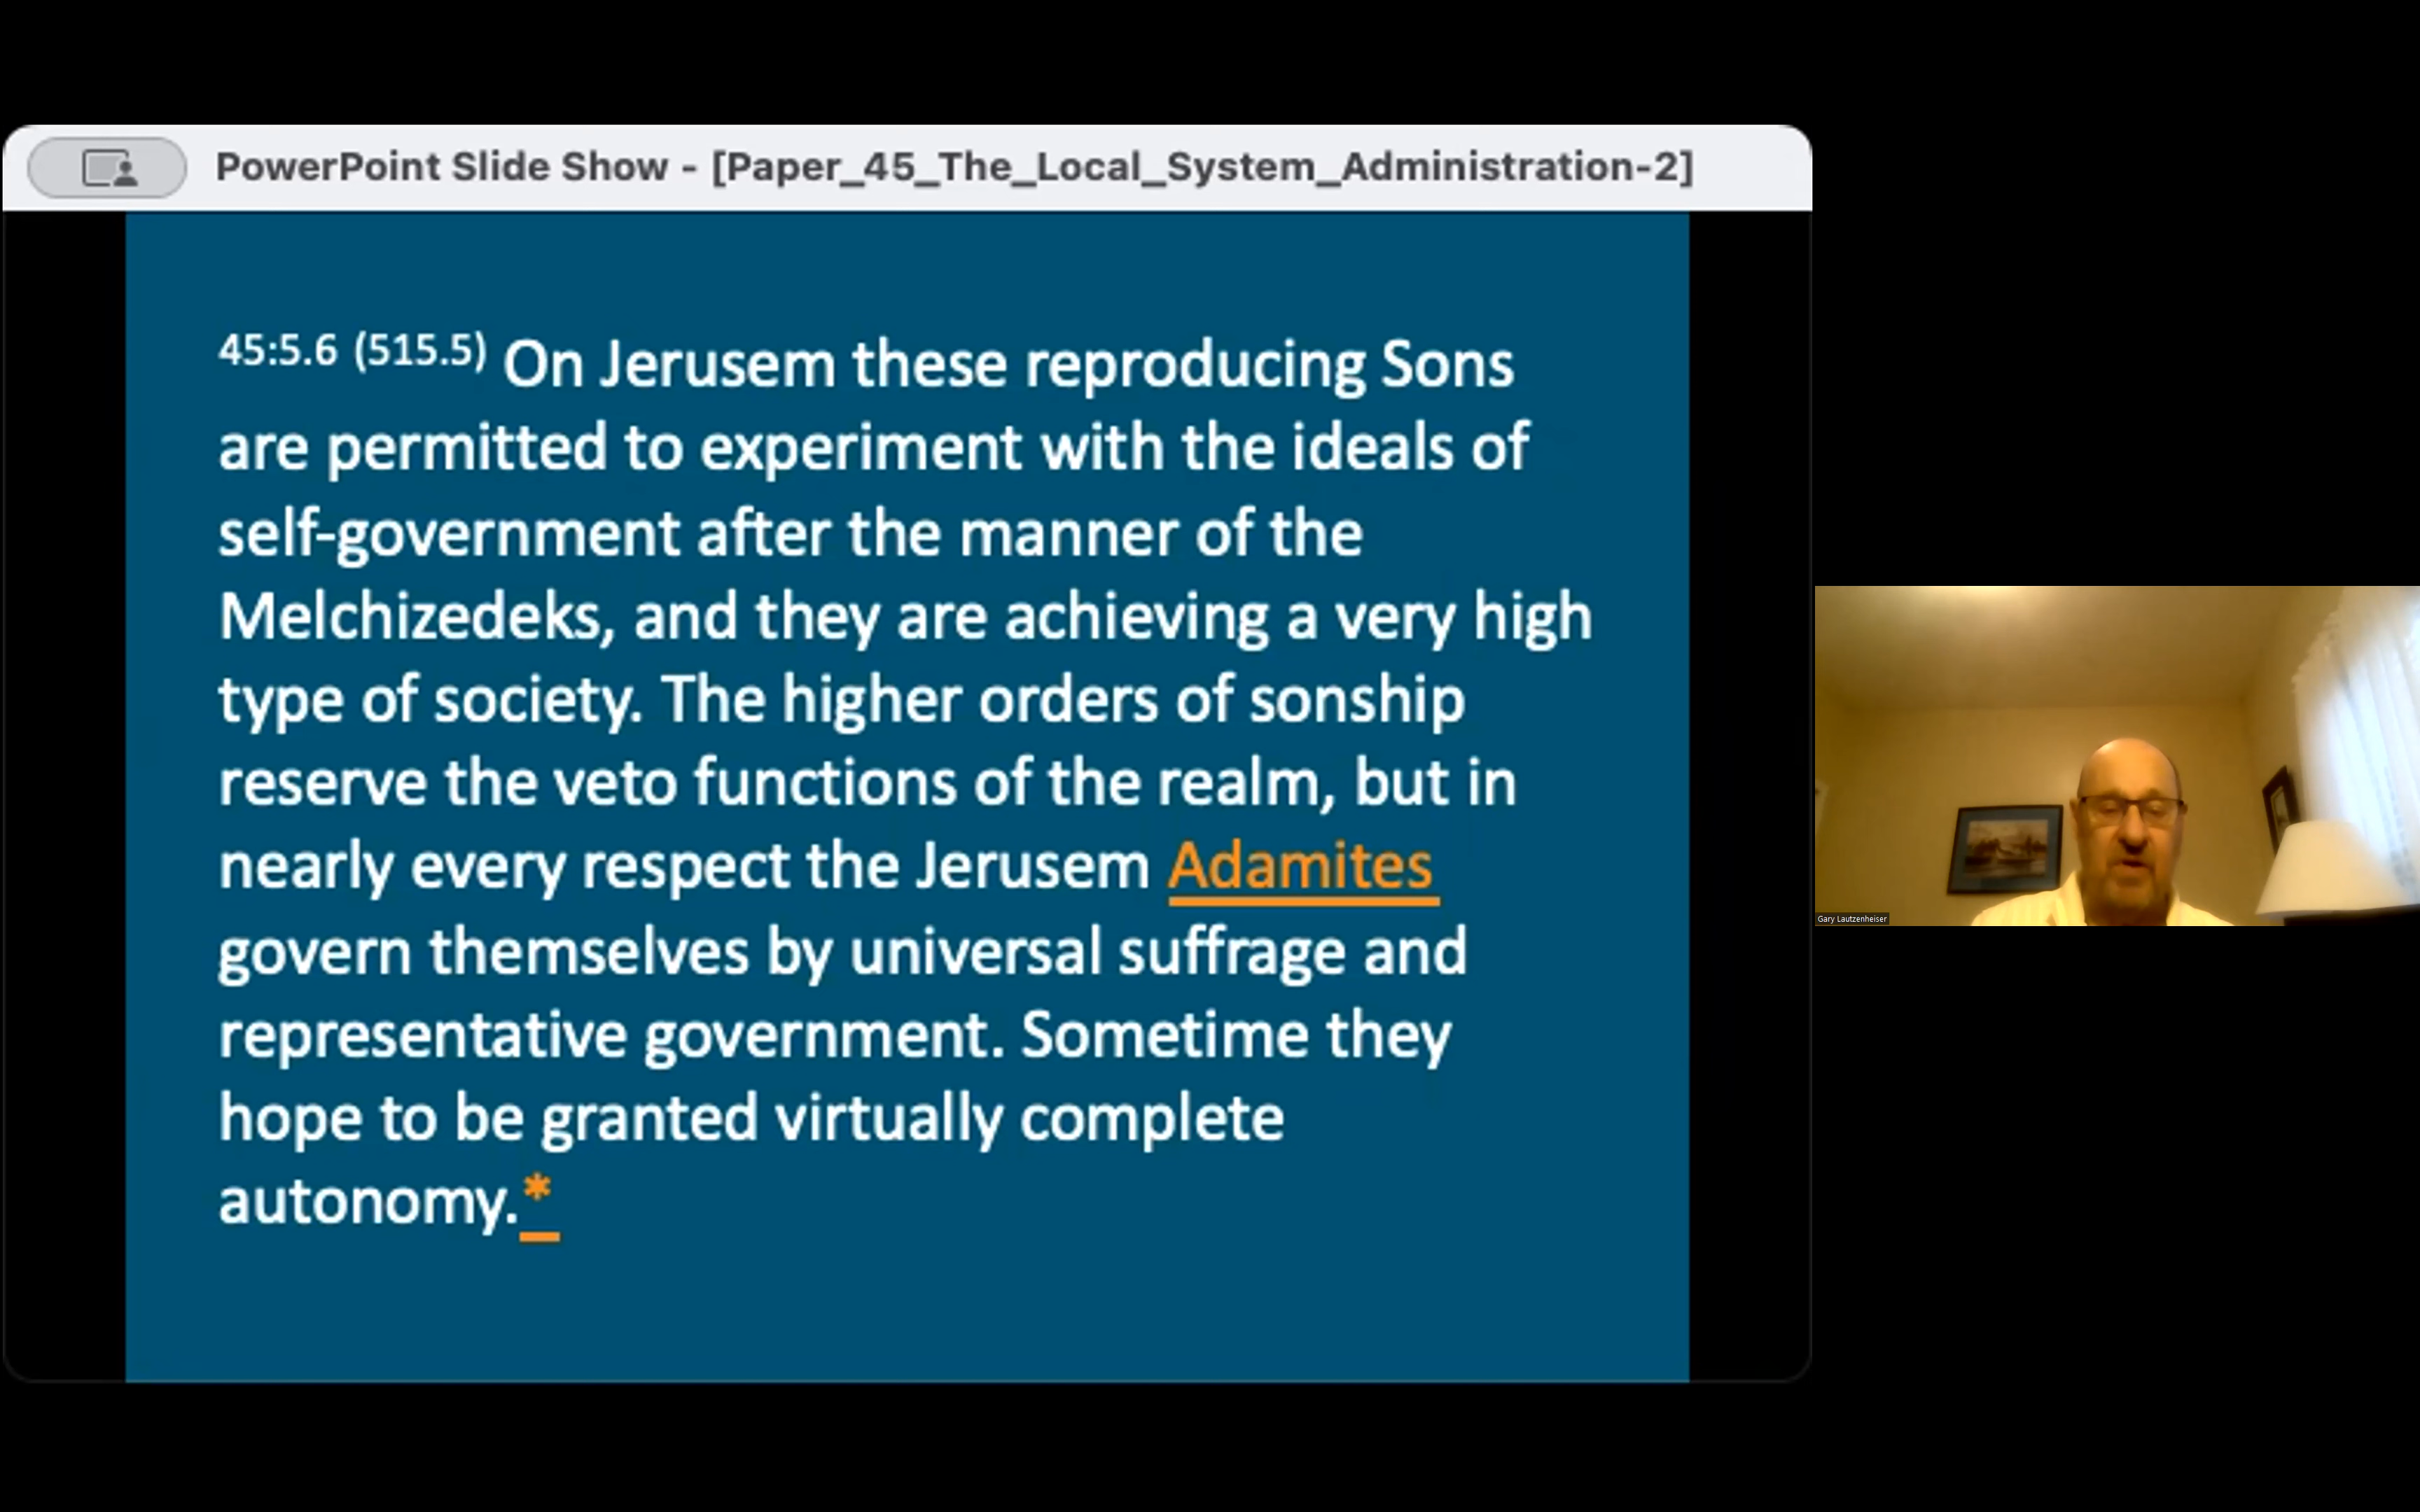 PowerPoint Slide Show - [Paper_45_The_Local_System_Administration-2]
45:5.6 (515.5) On Jerusem these reproducing Sons
are permitted to experiment with the ideals of
self-government after the manner of the
Melchizedeks, and they are achieving a very high
type of society. The higher orders of sonship
reserve the veto functions of the realm, but in
nearly every respect the Jerusem Adamites
govern themselves by universal suffrage and
representative government. Sometime they
hope to be granted virtually complete
autonomy.*
Gary Lautzenheiser